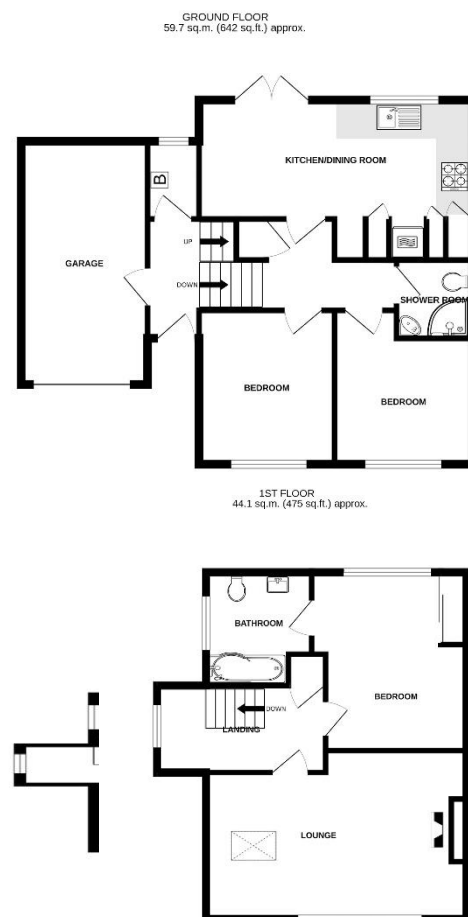 GROUND FLOOR
59.7 sq.m. (642 sq.ft.) approx.
KITCHEN/DINING ROOM
B
GARAGE
UP
DOWN
SHOWER ROOM
BEDROOM
BEDROOM
1ST FLOOR
44.1 sq.m. (475 sq.ft.) approx.
BATHROOM
BEDROOM
DOWN
LANDING
LOUNGE